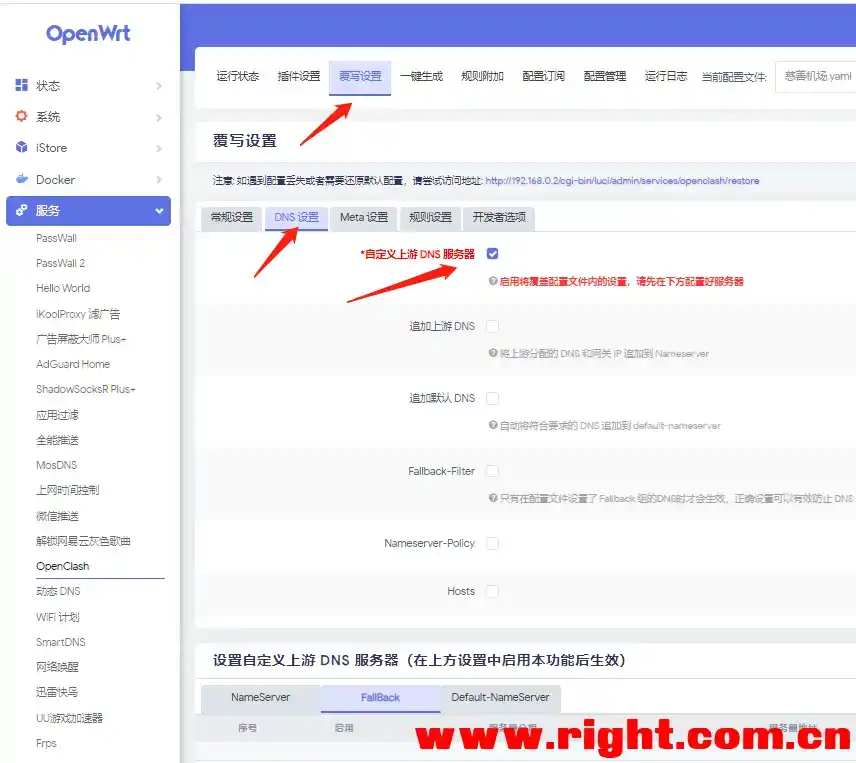 OpenWrt
状态
系统
iStore
Docker
服务
PassWall
PassWall 2
Hello World
iKoolProxy 滤广告
广告屏蔽大师 Plus+
AdGuard Home
ShadowSocksR Plus+
应用过滤
全能推送
MosDNS
上网时间控制
微信推送
解锁网易云灰色歌曲
OpenClash
动态 DNS
WiFi 计划
SmartDNS
网络唤醒
迅雷快鸟
UU游戏加速器
Frps
运行状态 插件设置 覆写设置 一键生成 规则附加 配置订阅 配置管理 运行日志 当前配置文件: 慈善机场.yaml
覆写设置
注意: 如遇到配置丢失或者需要还原默认配置，请尝试访问地址: http://192.168.0.2/cgi-bin/luci/admin/services/openclash/restore
常规设置 DNS 设置 Meta 设置 规则设置 开发者选项
*自定义上游 DNS 服务器
启用将覆盖配置文件内的设置，请先在下方配置好服务器
追加上游 DNS
将上游分配的 DNS 和网关 IP 追加到 Nameserver
追加默认 DNS
自动将符合要求的 DNS 追加到 default-nameserver
Fallback-Filter
只有在配置文件设置了 Fallback 组的DNS时才会生效，正确设置可以有效防止 DNS
Nameserver-Policy
Hosts
设置自定义上游 DNS 服务器（在上方设置中启用本功能后生效）
NameServer FallBack Default-NameServer
序号 启用 服务器分组 服务器地址
www.right.com.cn